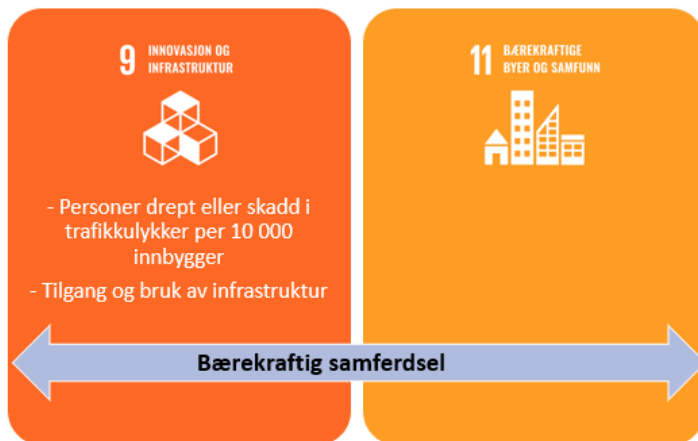 9 INNOVASJON OG
INFRASTRUKTUR
- Personer drept eller skadd i
trafikkulykker per 10 000
innbygger
- Tilgang og bruk av infrastruktur
11 BÆREKRAFTIGE
BYER OG SAMFUNN
Bærekraftig samferdsel